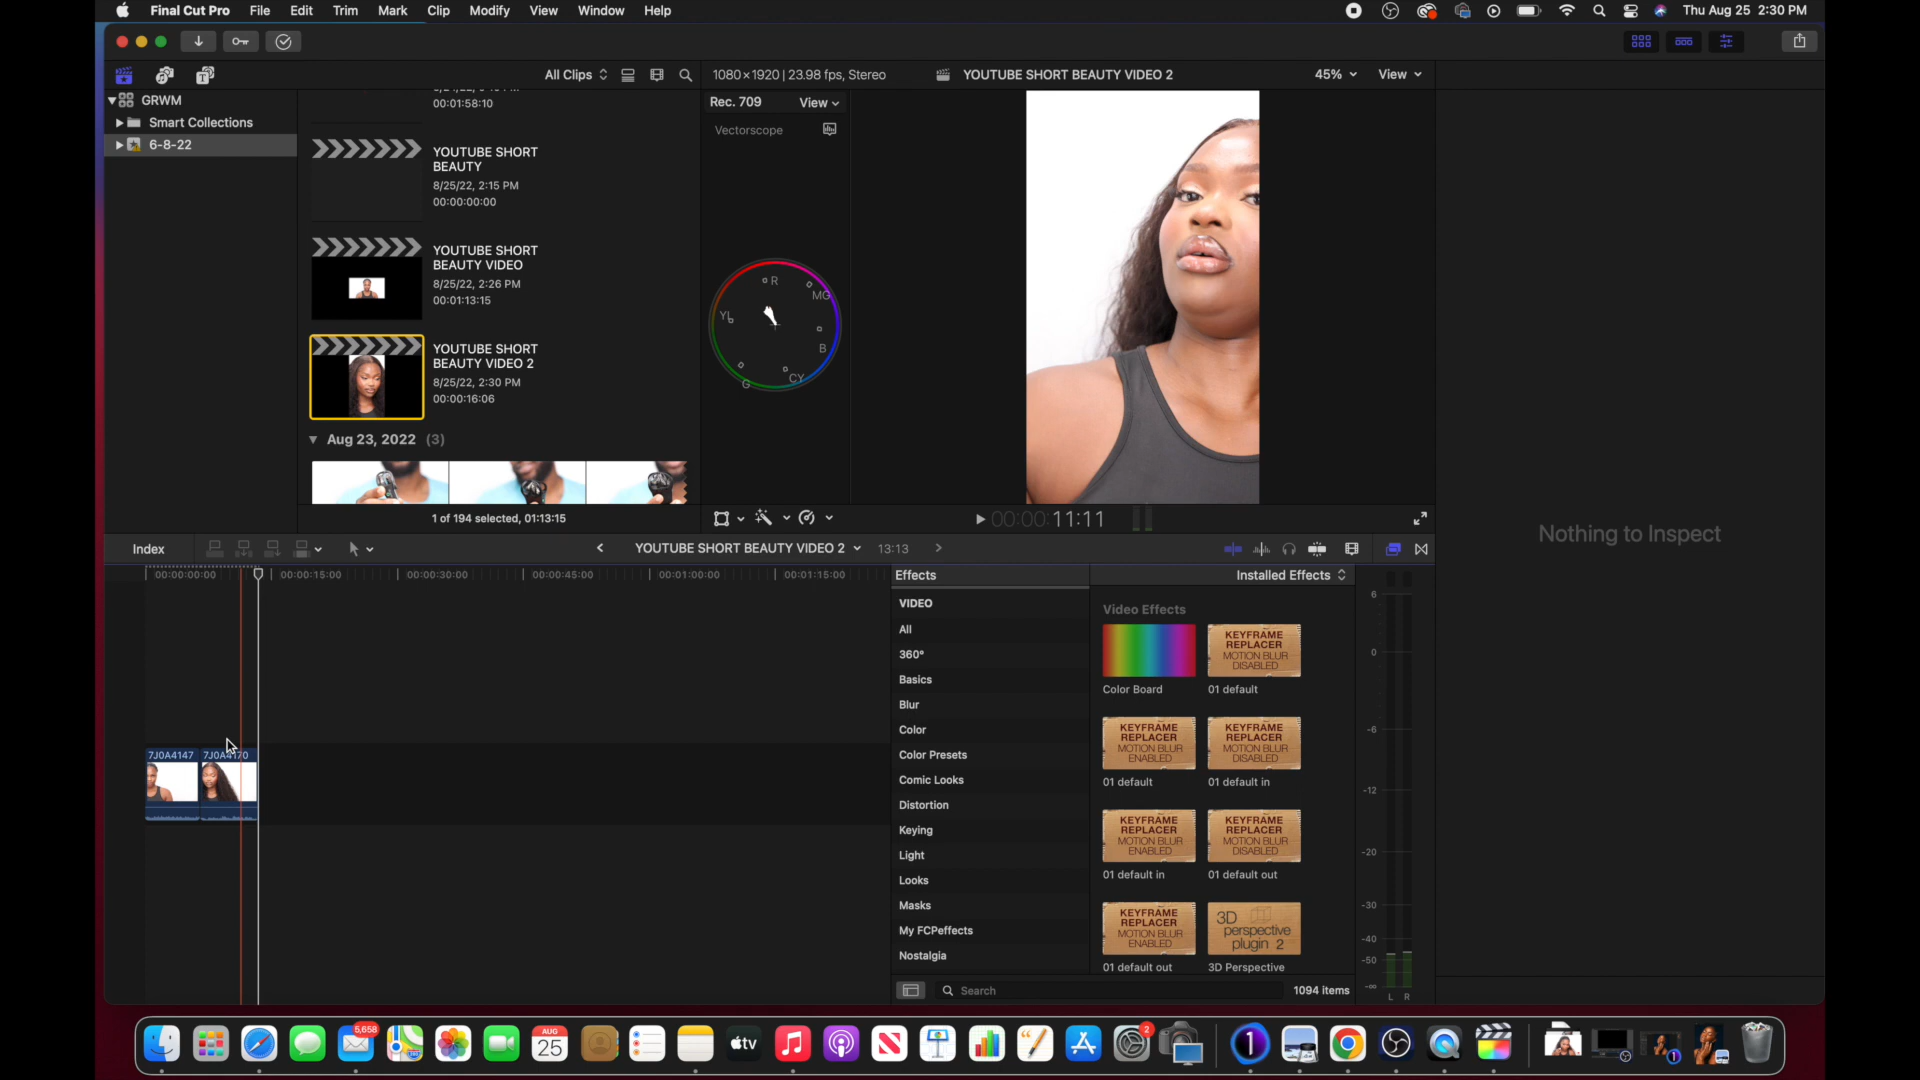 Final Cut Pro File Edit Trim Mark Clip Modify View Window Help Thu Aug 25 2:30 PM
All Clips 1080×1920 | 23.98 fps, Stereo YOUTUBE SHORT BEAUTY VIDEO 2 45% View
GRWM
Smart Collections
6-8-22
00:01:58:10
YOUTUBE SHORT
BEAUTY
8/25/22, 2:15 PM
00:00:00:00
YOUTUBE SHORT
BEAUTY VIDEO
8/25/22, 2:26 PM
00:01:13:15
YOUTUBE SHORT
BEAUTY VIDEO 2
8/25/22, 2:30 PM
00:00:16:06
Aug 23, 2022 (3)
1 of 194 selected, 01:13:15
Rec. 709 View
Vectorscope
R
MG
YL
B
G
CY
00:00:11:11
Nothing to Inspect
Index YOUTUBE SHORT BEAUTY VIDEO 2 13:13
00:00:00:00 00:00:15:00 00:00:30:00 00:00:45:00 00:01:00:00 00:01:15:00
7J0A4147 7J0A4170
Effects Installed Effects
VIDEO
All
360°
Basics
Blur
Color
Color Presets
Comic Looks
Distortion
Keying
Light
Looks
Masks
My FCPeffects
Nostalgia
Video Effects
KEYFRAME
REPLACER
MOTION BLUR
DISABLED
Color Board 01 default
KEYFRAME
REPLACER
MOTION BLUR
ENABLED
KEYFRAME
REPLACER
MOTION BLUR
DISABLED
01 default 01 default in
KEYFRAME
REPLACER
MOTION BLUR
ENABLED
KEYFRAME
REPLACER
MOTION BLUR
DISABLED
01 default in 01 default out
KEYFRAME
REPLACER
MOTION BLUR
ENABLED
3D
perspective
plugin 2
01 default out 3D Perspective
Search 1094 items
6
0
-6
-12
-20
-30
-40
-50
-∞
L R
5,658
AUG
25
tv
2
1
1